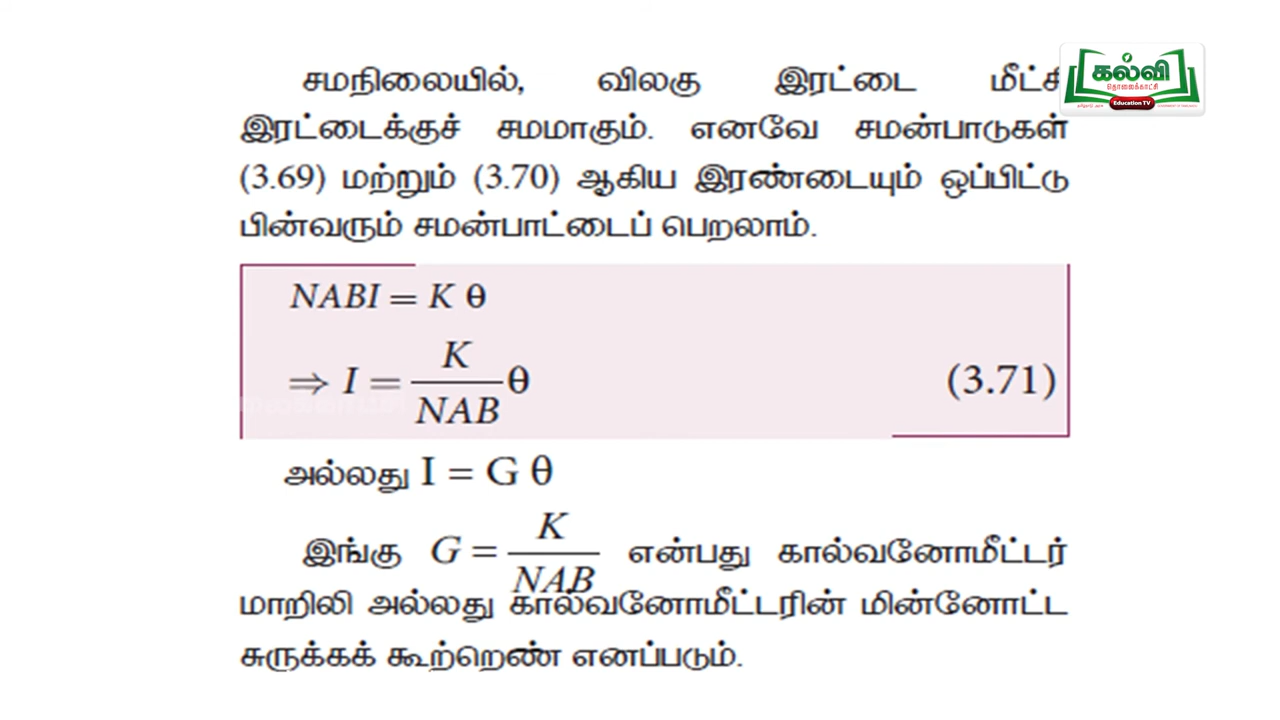 கல்வி
தொலைக்காட்சி
Education TV
சமநிலையில், விலகு இரட்டை மீட்சி
இரட்டைக்குச் சமமாகும். எனவே சமன்பாடுகள்
(3.69) மற்றும் (3.70) ஆகிய இரண்டையும் ஒப்பிட்டு
பின்வரும் சமன்பாட்டைப் பெறலாம்.
NABI = K θ
⇒ I = K/NAB θ (3.71)
அல்லது I = G θ
இங்கு G = K/NAB என்பது கால்வனோமீட்டர்
மாறிலி அல்லது கால்வனோமீட்டரின் மின்னோட்ட
சுருக்கக் கூற்றெண் எனப்படும்.